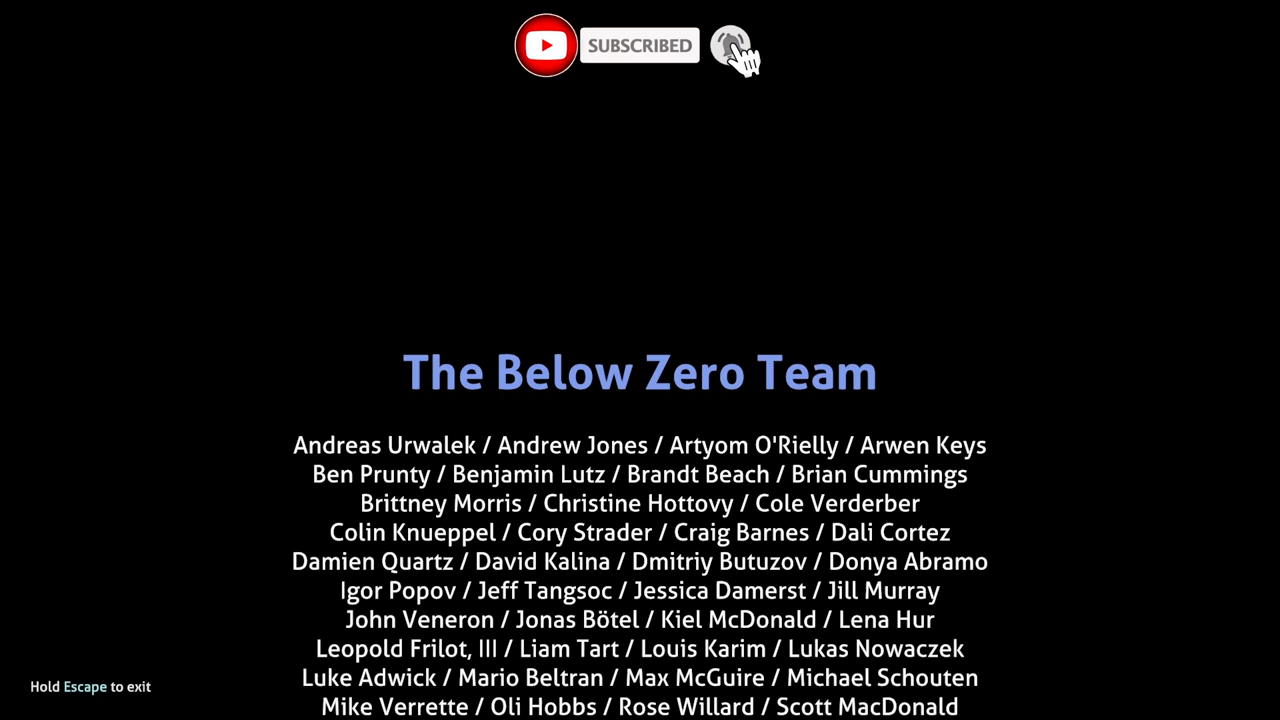 SUBSCRIBED
The Below Zero Team
Andreas Urwalek / Andrew Jones / Artyom O'Rielly / Arwen Keys
Ben Prunty / Benjamin Lutz / Brandt Beach / Brian Cummings
Brittney Morris / Christine Hottovy / Cole Verderber
Colin Knueppel / Cory Strader / Craig Barnes / Dali Cortez
Damien Quartz / David Kalina / Dmitriy Butuzov / Donya Abramo
Igor Popov / Jeff Tangsoc / Jessica Damerst / Jill Murray
John Veneron / Jonas Bötel / Kiel McDonald / Lena Hur
Leopold Frilot, III / Liam Tart / Louis Karim / Lukas Nowaczek
Luke Adwick / Mario Beltran / Max McGuire / Michael Schouten
Mike Verrette / Oli Hobbs / Rose Willard / Scott MacDonald
Hold Escape to exit